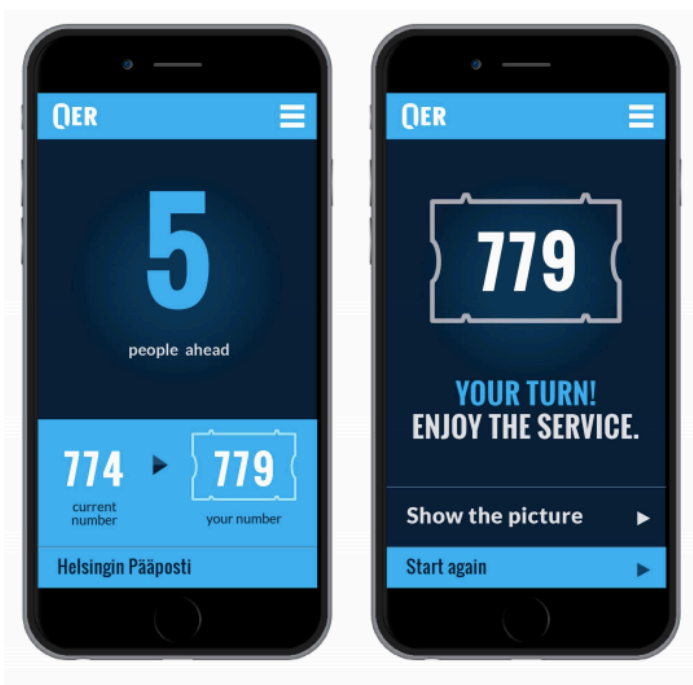 QER
5
people ahead
774
779
current
number
your number
Helsingin Pääposti
QER
779
YOUR TURN!
ENJOY THE SERVICE.
Show the picture
Start again